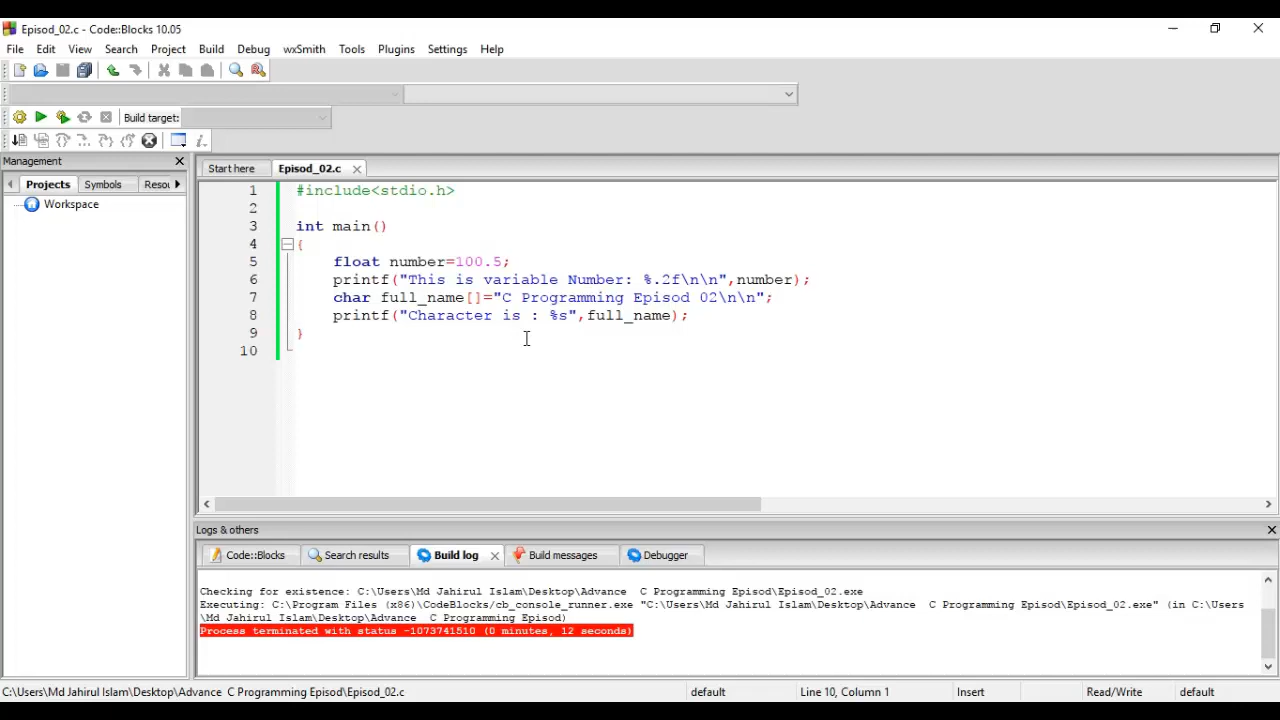 Episod_02.c - Code::Blocks 10.05
File Edit View Search Project Build Debug wxSmith Tools Plugins Settings Help
Build target:
Management
Start here Episod_02.c
Projects Symbols Resou
Workspace
1 #include<stdio.h>
2
3 int main()
4 {
5 float number=100.5;
6 printf("This is variable Number: %.2f\n\n",number);
7 char full_name[]="C Programming Episod 02\n\n";
8 printf("Character is : %s",full_name);
9 }
10
Logs & others
Code::Blocks Search results Build log Build messages Debugger
Checking for existence: C:\Users\Md Jahirul Islam\Desktop\Advance  C Programming Episod\Episod_02.exe
Executing: C:\Program Files (x86)\CodeBlocks/cb_console_runner.exe "C:\Users\Md Jahirul Islam\Desktop\Advance  C Programming Episod\Episod_02.exe" (in C:\Users
\Md Jahirul Islam\Desktop\Advance  C Programming Episod)
Process terminated with status -1073741510 (0 minutes, 12 seconds)
C:\Users\Md Jahirul Islam\Desktop\Advance  C Programming Episod\Episod_02.c default Line 10, Column 1 Insert Read/Write default